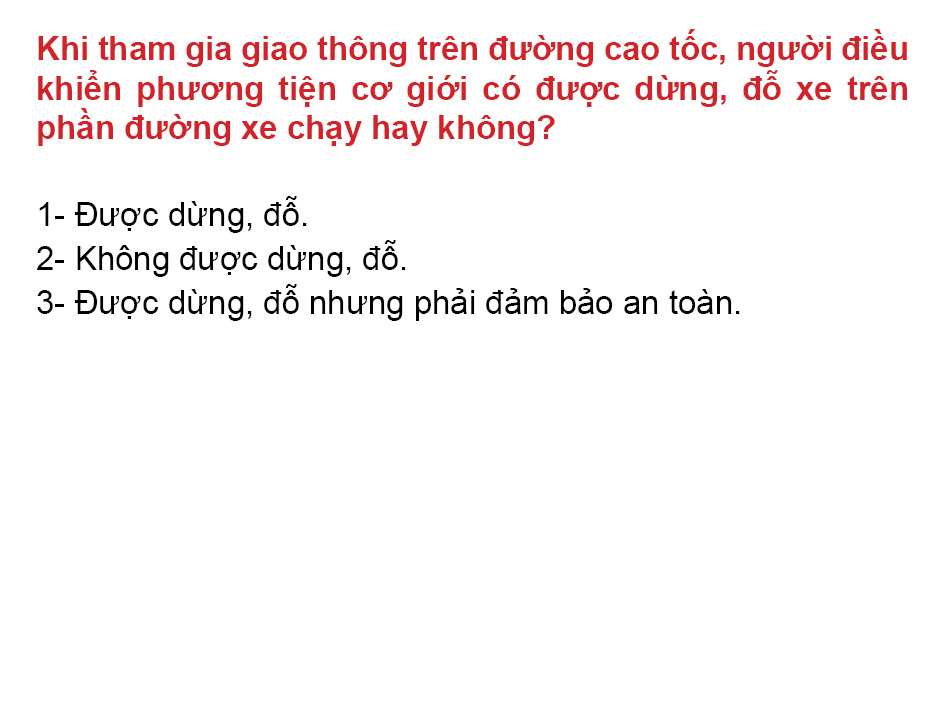 Khi tham gia giao thông trên đường cao tốc, người điều
khiển phương tiện cơ giới có được dừng, đỗ xe trên
phần đường xe chạy hay không?
1- Được dừng, đỗ.
2- Không được dừng, đỗ.
3- Được dừng, đỗ nhưng phải đảm bảo an toàn.